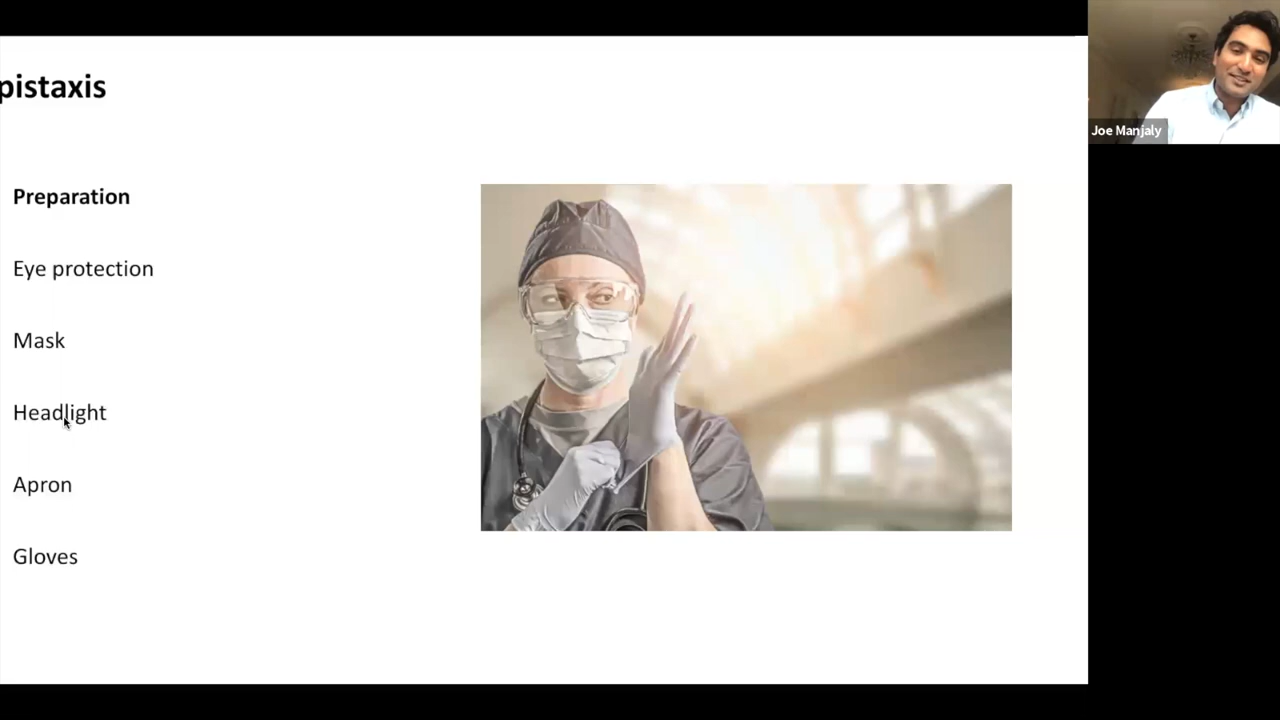 pistaxis
Joe Manjaly
Preparation
Eye protection
Mask
Headlight
Apron
Gloves